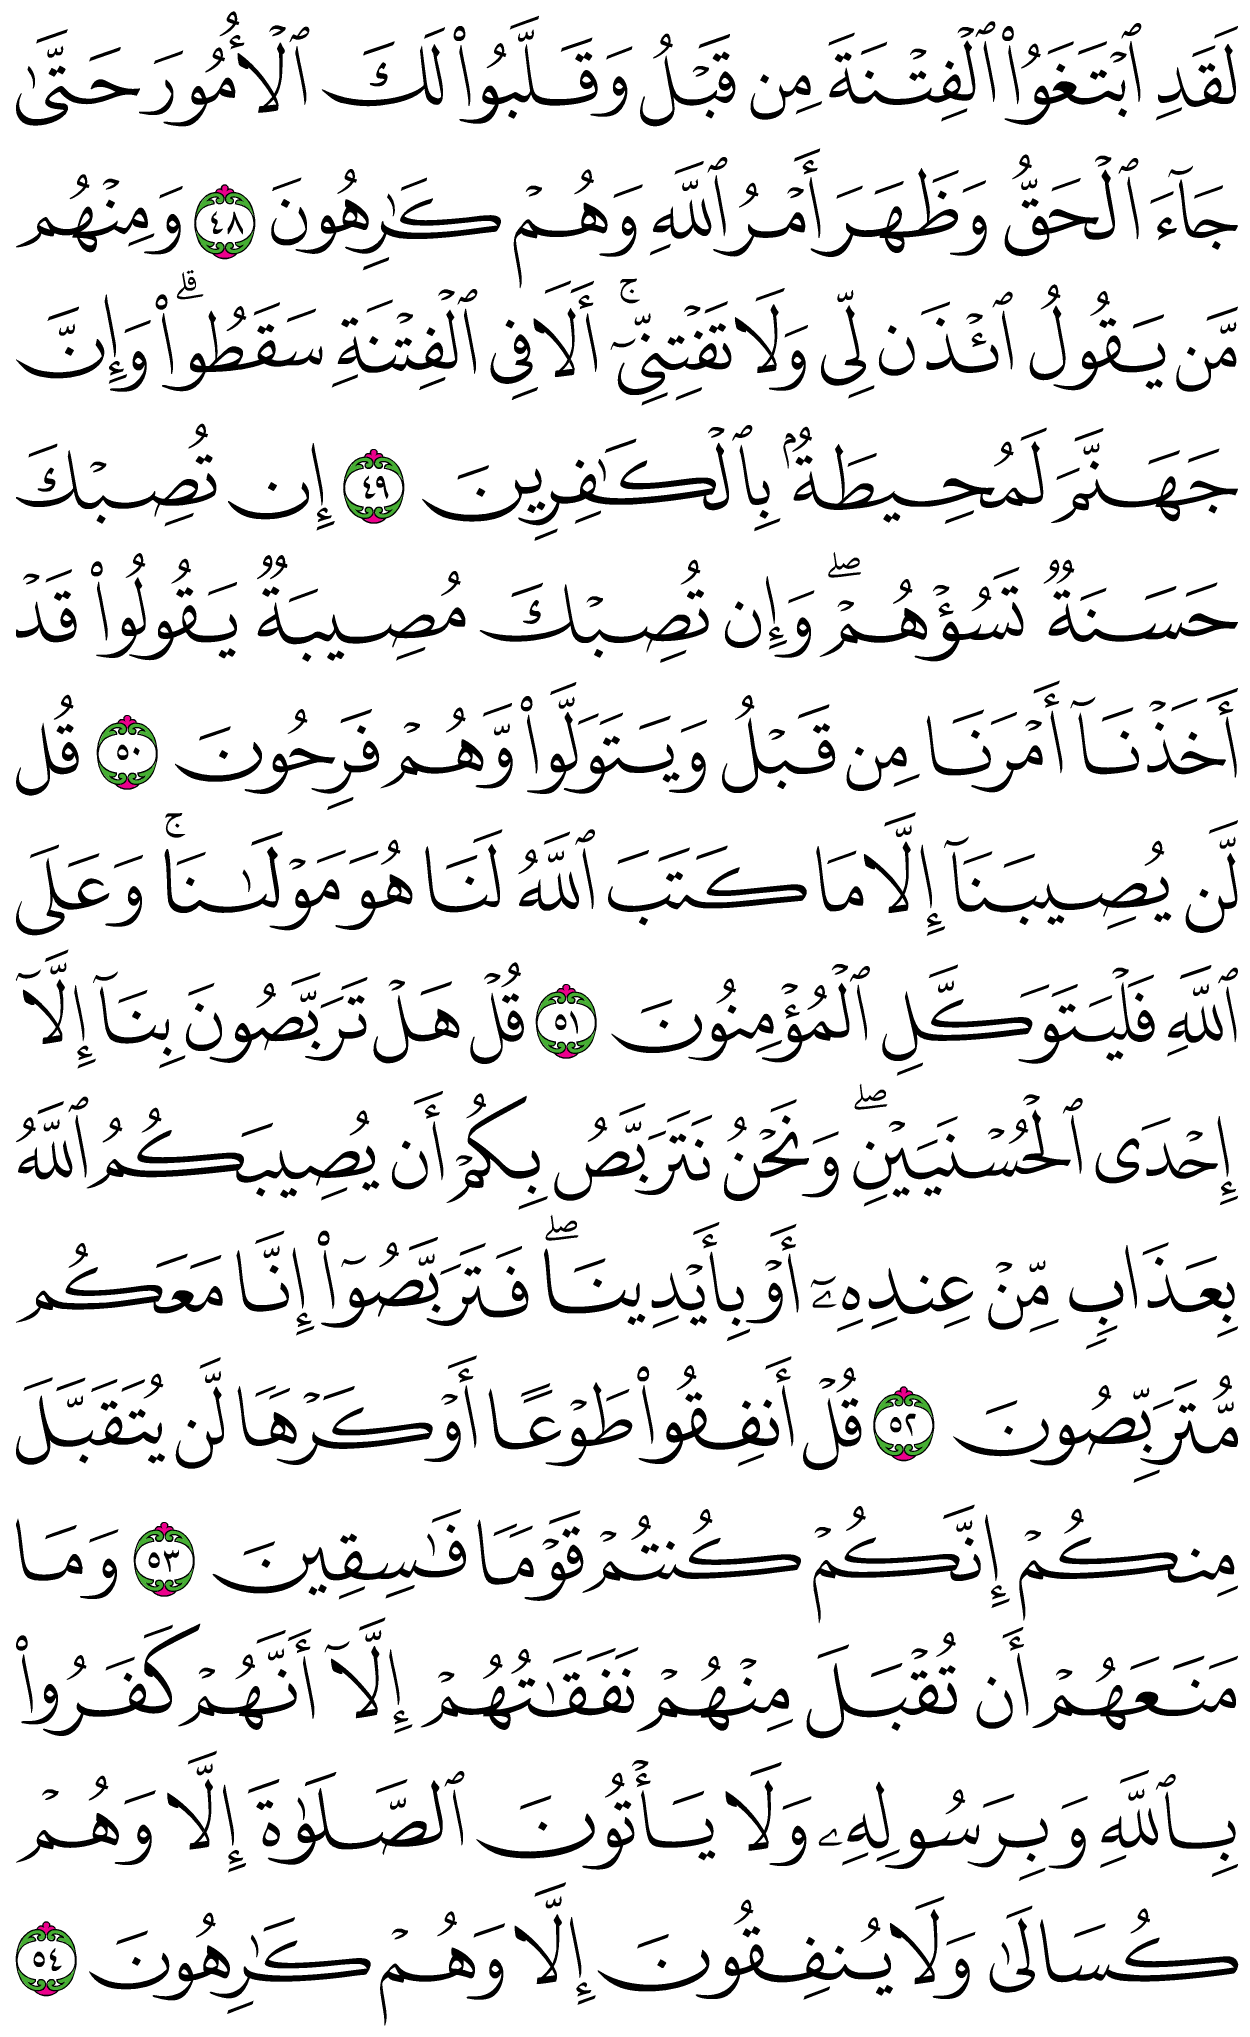 لَقَدِ ٱبْتَغَوُا۟ ٱلْفِتْنَةَ مِن قَبْلُ وَقَلَّبُوا۟ لَكَ ٱلْأُمُورَ حَتَّىٰ
جَآءَ ٱلْحَقُّ وَظَهَرَ أَمْرُ ٱللَّهِ وَهُمْ كَـٰرِهُونَ ٤٨ وَمِنْهُم
مَّن يَقُولُ ٱئْذَن لِّى وَلَا تَفْتِنِّىٓ ۚ أَلَا فِى ٱلْفِتْنَةِ سَقَطُوا۟ ۗ وَإِنَّ
جَهَنَّمَ لَمُحِيطَةٌۢ بِٱلْكَـٰفِرِينَ ٤٩ إِن تُصِبْكَ
حَسَنَةٌ تَسُؤْهُمْ ۖ وَإِن تُصِبْكَ مُصِيبَةٌ يَقُولُوا۟ قَدْ
أَخَذْنَآ أَمْرَنَا مِن قَبْلُ وَيَتَوَلَّوا۟ وَّهُمْ فَرِحُونَ ٥٠ قُل
لَّن يُصِيبَنَآ إِلَّا مَا كَتَبَ ٱللَّهُ لَنَا هُوَ مَوْلَىٰنَا ۚ وَعَلَى
ٱللَّهِ فَلْيَتَوَكَّلِ ٱلْمُؤْمِنُونَ ٥١ قُلْ هَلْ تَرَبَّصُونَ بِنَآ إِلَّآ
إِحْدَى ٱلْحُسْنَيَيْنِ ۖ وَنَحْنُ نَتَرَبَّصُ بِكُمْ أَن يُصِيبَكُمُ ٱللَّهُ
بِعَذَابٍ مِّنْ عِندِهِۦٓ أَوْ بِأَيْدِينَا ۖ فَتَرَبَّصُوٓا۟ إِنَّا مَعَكُم
مُّتَرَبِّصُونَ ٥٢ قُلْ أَنفِقُوا۟ طَوْعًا أَوْ كَرْهًا لَّن يُتَقَبَّلَ
مِنكُمْ إِنَّكُمْ كُنتُمْ قَوْمًا فَـٰسِقِينَ ٥٣ وَمَا
مَنَعَهُمْ أَن تُقْبَلَ مِنْهُمْ نَفَقَـٰتُهُمْ إِلَّآ أَنَّهُمْ كَفَرُوا۟
بِٱللَّهِ وَبِرَسُولِهِۦ وَلَا يَأْتُونَ ٱلصَّلَوٰةَ إِلَّا وَهُمْ
كُسَالَىٰ وَلَا يُنفِقُونَ إِلَّا وَهُمْ كَـٰرِهُونَ ٥٤